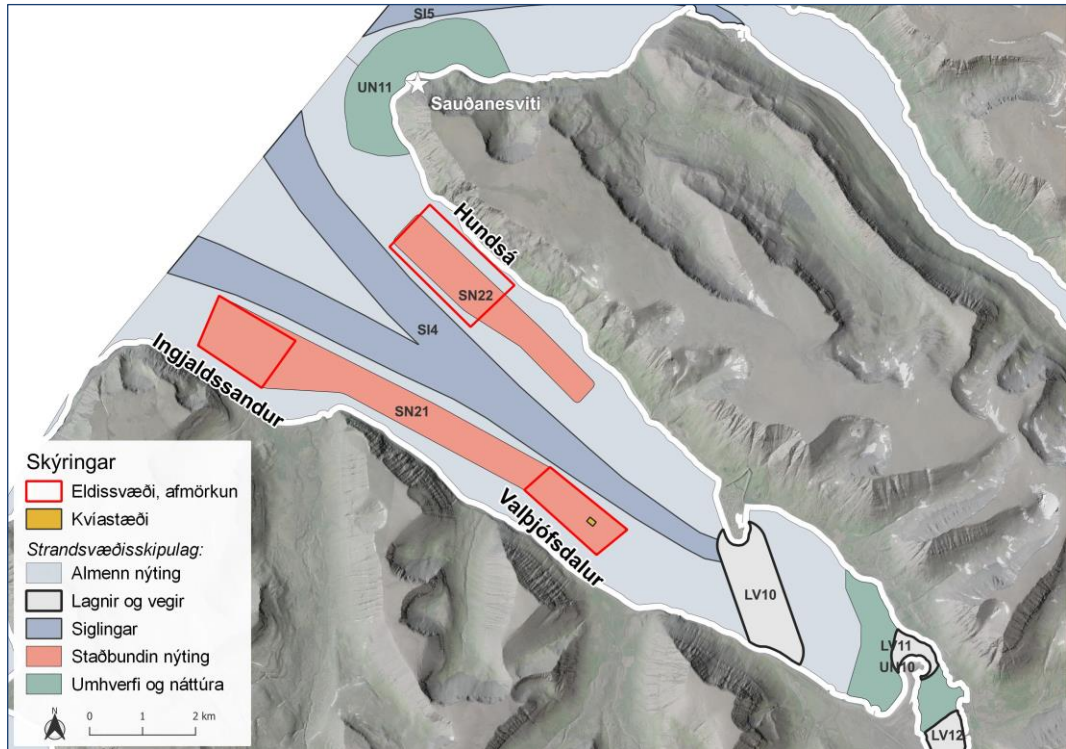 SI5
UN11
Sauðanesviti
Hundsá
SN22
SI4
Ingjaldssandur
SN21
Valþjófsdalur
LV10
LV11
UN10
LV12
Skýringar
Eldissvæði, afmörkun
Kvíastæði
Strandsvæðisskipulag:
Almenn nýting
Lagnir og vegir
Siglingar
Staðbundin nýting
Umhverfi og náttúra
N
0 1 2 km